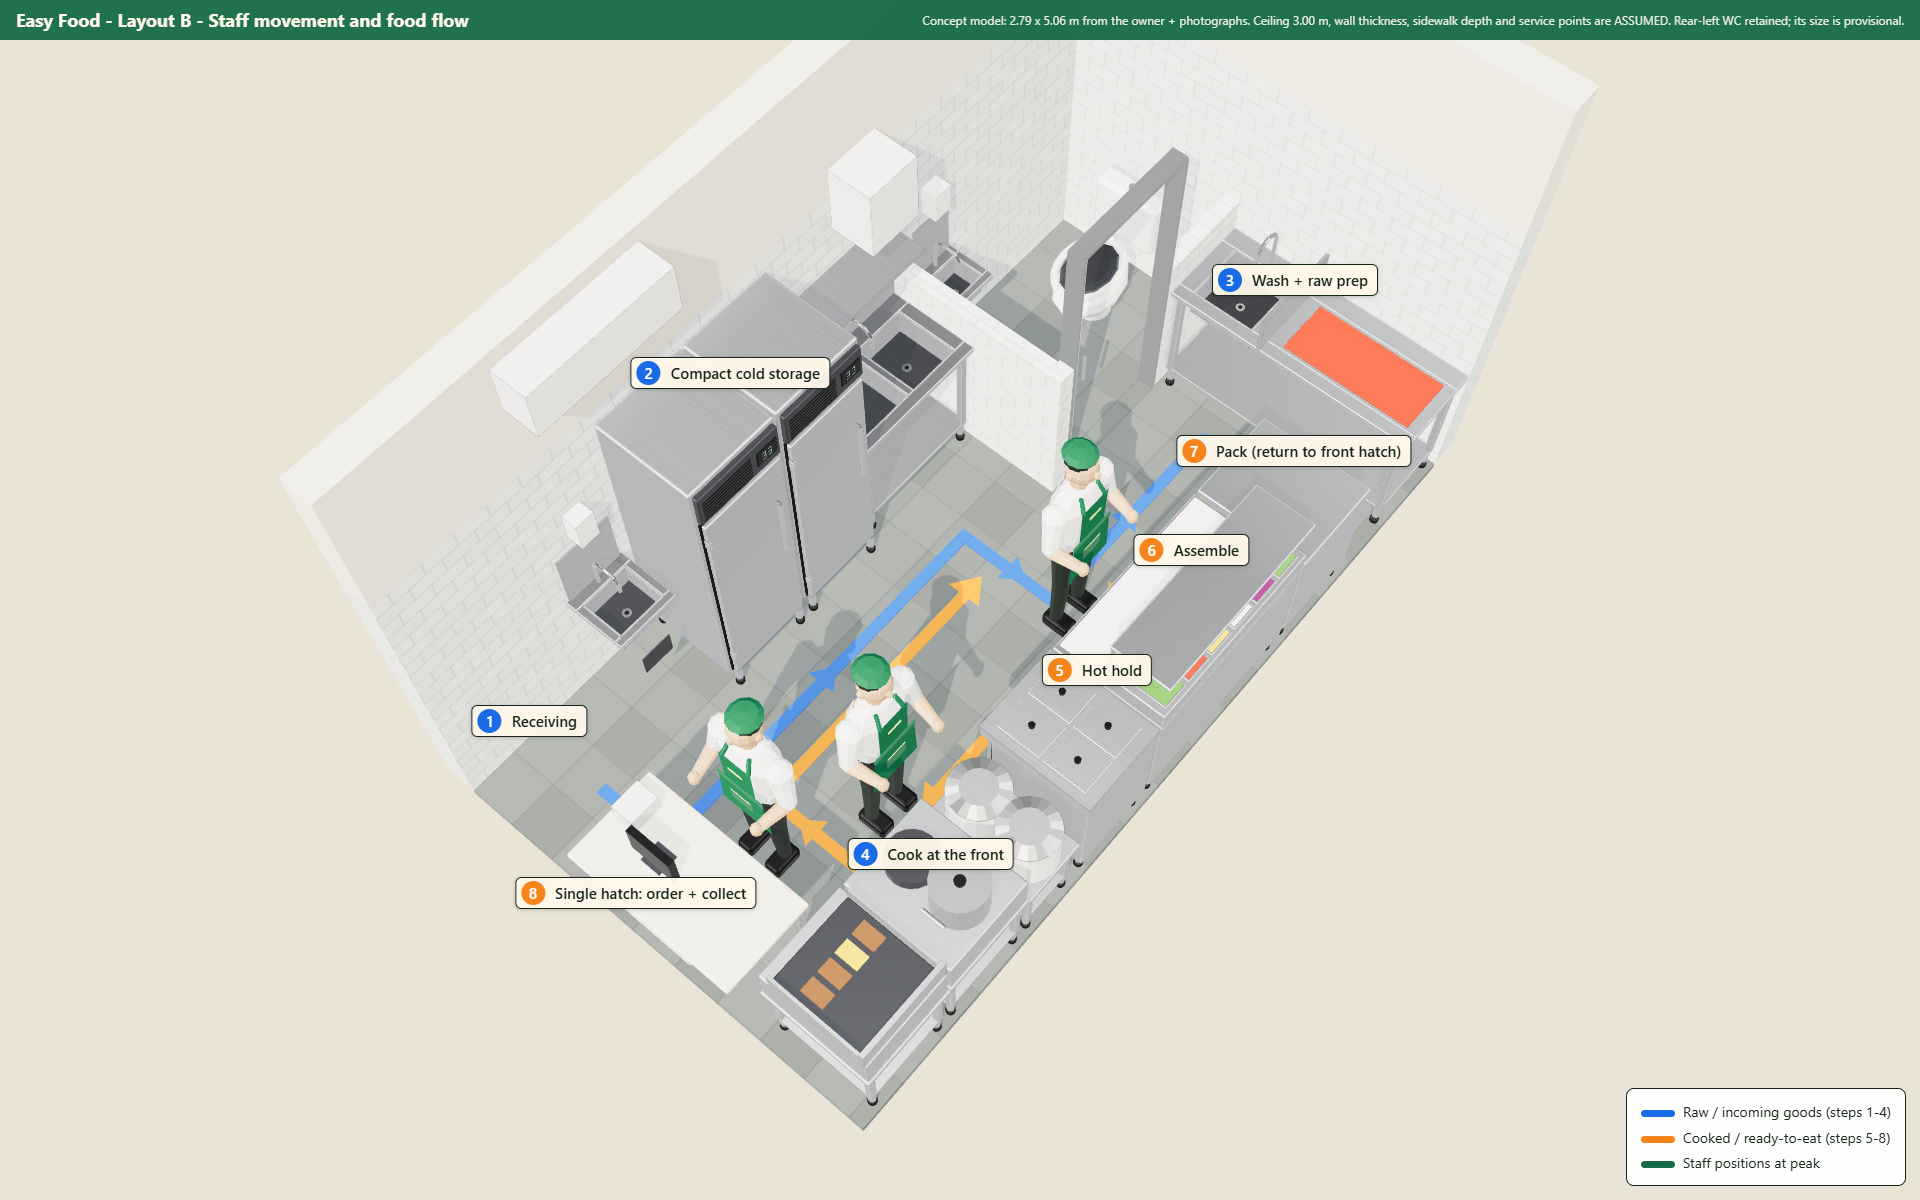 Easy Food - Layout B - Staff movement and food flow
Concept model: 2.79 x 5.06 m from the owner + photographs. Ceiling 3.00 m, wall thickness, sidewalk depth and service points are ASSUMED. Rear-left WC retained; its size is provisional.
3 Wash + raw prep
2 Compact cold storage
33
33
7 Pack (return to front hatch)
6 Assemble
5 Hot hold
1 Receiving
4 Cook at the front
8 Single hatch: order + collect
Raw / incoming goods (steps 1-4)
Cooked / ready-to-eat (steps 5-8)
Staff positions at peak